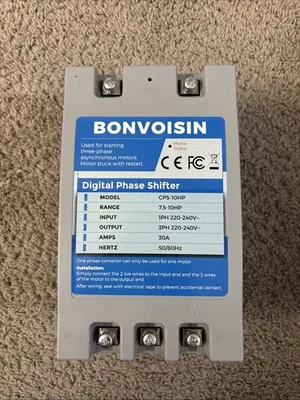 BONVOISIN
Used for starting
three-phase
asynchronous motors.
Motor stuck with restart.
Motor
Status
CE FC
Digital Phase Shifter
MODEL CPS-10HP
RANGE 7.5-10HP
INPUT 1PH 220-240V~
OUTPUT 3PH 220-240V~
AMPS 30A
HERTZ 50/60Hz
One phase converter can only be used for one motor.
Installation:
Simply connect the 2 live wires to the input end and the 3 wires
of the motor to the output end.
After wiring, seal with electrical tape to prevent accidental contact.